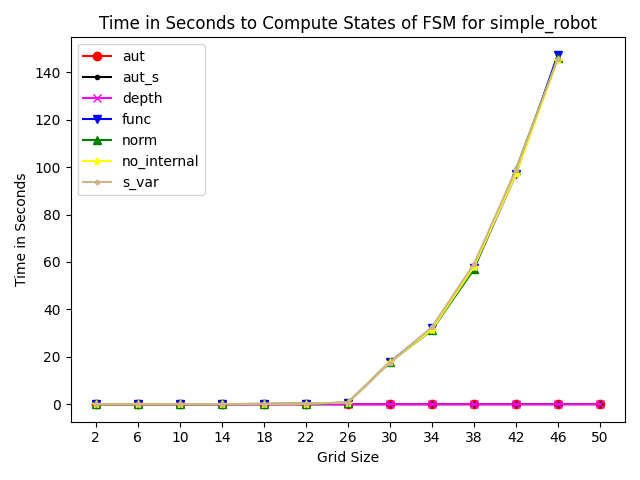 Time in Seconds to Compute States of FSM for simple_robot
aut
aut_s
depth
func
norm
no_internal
s_var
Time in Seconds
140
120
100
80
60
40
20
0
2 6 10 14 18 22 26 30 34 38 42 46 50
Grid Size